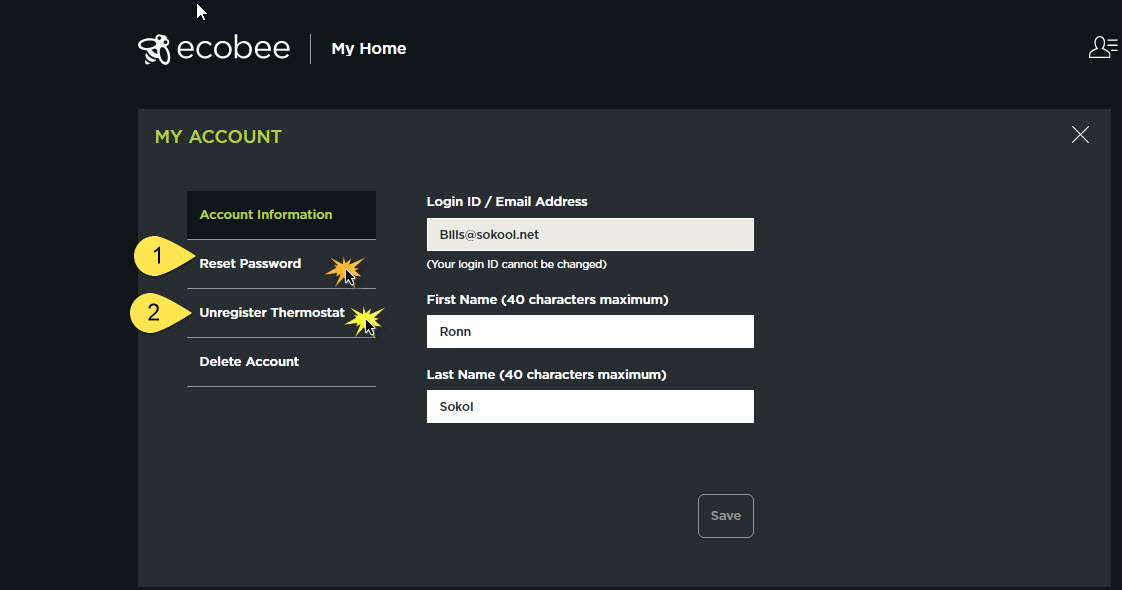 ecobee My Home
MY ACCOUNT
Account Information
1 Reset Password
2 Unregister Thermostat
Delete Account
Login ID / Email Address
BIlls@sokool.net
(Your login ID cannot be changed)
First Name (40 characters maximum)
Ronn
Last Name (40 characters maximum)
Sokol
Save